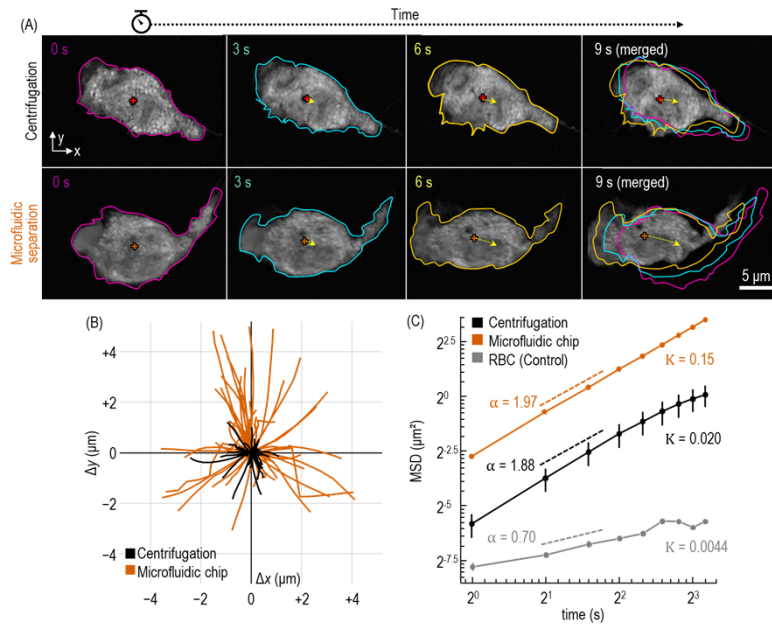 Time
(A)
Centrifugation
0 s
3 s
6 s
9 s (merged)
y
x
Microfluidic
separation
0 s
3 s
6 s
9 s (merged)
5 μm
(B)
+4
+2
0
−2
−4
Δy (μm)
Centrifugation
Microfluidic chip
Δx (μm)
−4
−2
0
+2
+4
(C)
Centrifugation
Microfluidic chip
RBC (Control)
K = 0.15
α = 1.97
K = 0.020
α = 1.88
α = 0.70
K = 0.0044
MSD (μm²)
2^2.5
2^0
2^-2.5
2^-5
2^-7.5
2^0
2^1
2^2
2^3
time (s)